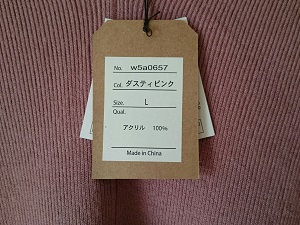 No. w5a0657
Col. ダスティピンク
Size. L
Qual.
アクリル 100%
Made in China